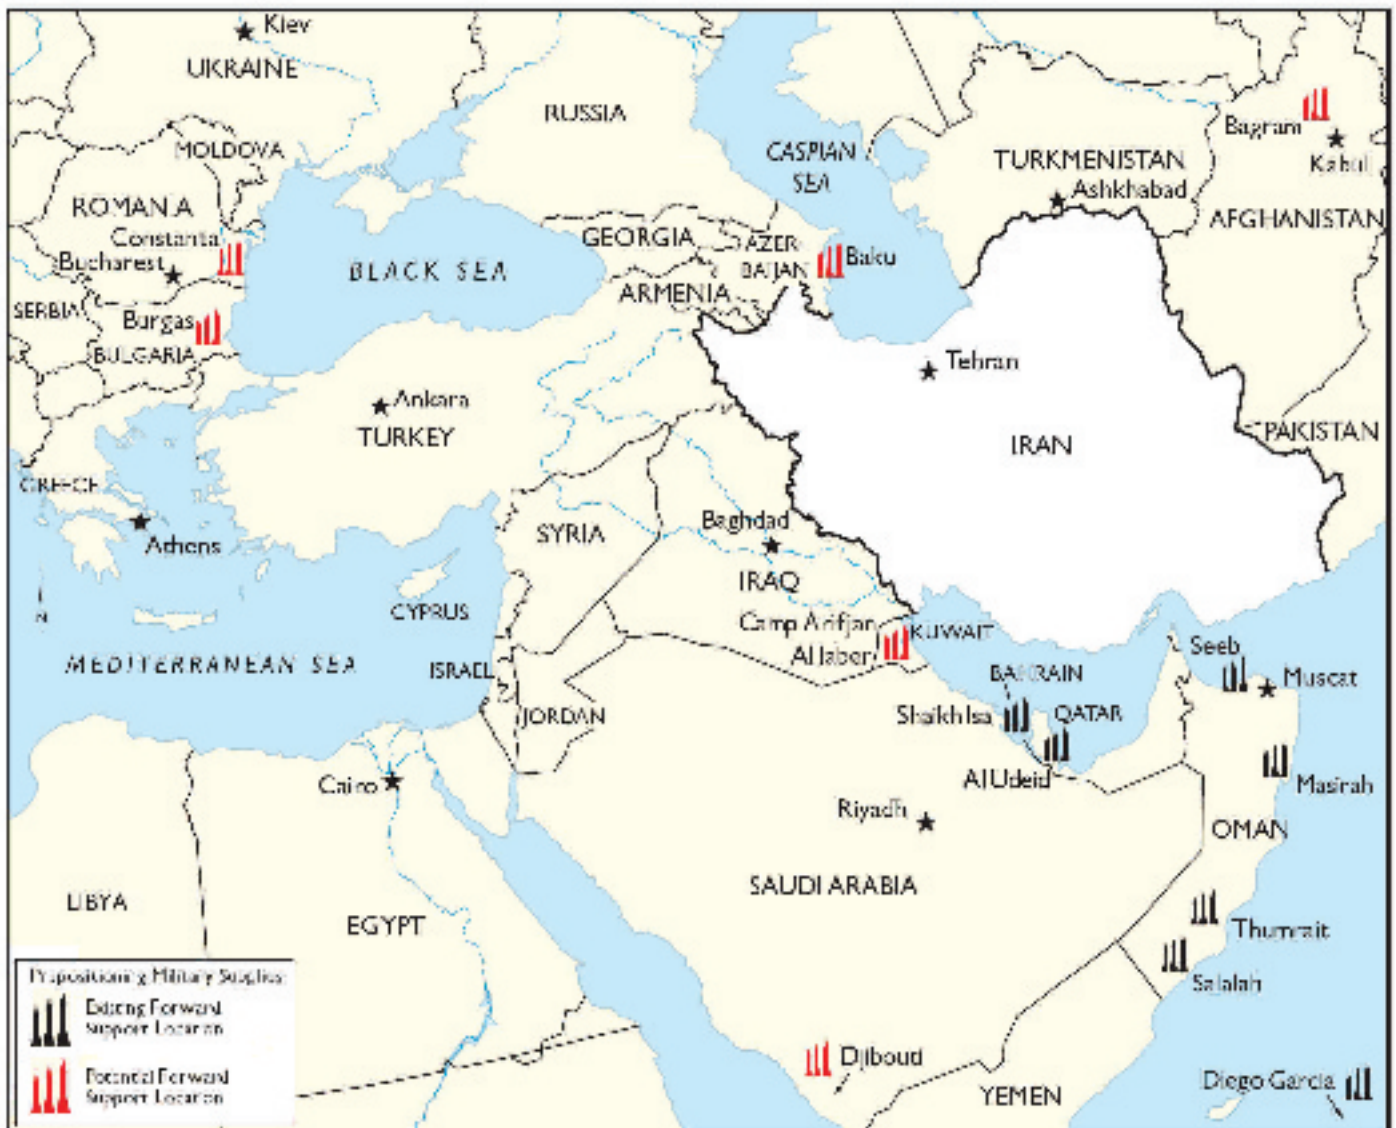 Kiev
UKRAINE
RUSSIA
MOLDOVA
CASPIAN
SEA
Bagram
Kabul
TURKMENISTAN
Ashkhabad
AFGHANISTAN
ROMANIA
Constanta
Bucharest
GEORGIA
AZER
BAIJAN
Baku
BLACK SEA
ARMENIA
SERBIA
Burgas
BULGARIA
Tehran
Ankara
TURKEY
IRAN
PAKISTAN
GREECE
Athens
SYRIA
Baghdad
IRAQ
CYPRUS
N
Camp Arifjan
Al Jaber
KUWAIT
MEDITERRANEAN SEA
ISRAEL
BAHRAIN
Seeb
Muscat
JORDAN
Shaikh Isa
QATAR
Al Udeid
Cairo
Masirah
Riyadh
OMAN
SAUDI ARABIA
LIBYA
EGYPT
Thumrait
Salalah
Prepositioning Military Supplies
Existing Forward
Support Location
Potential Forward
Support Location
Djibouti
YEMEN
Diego Garcia